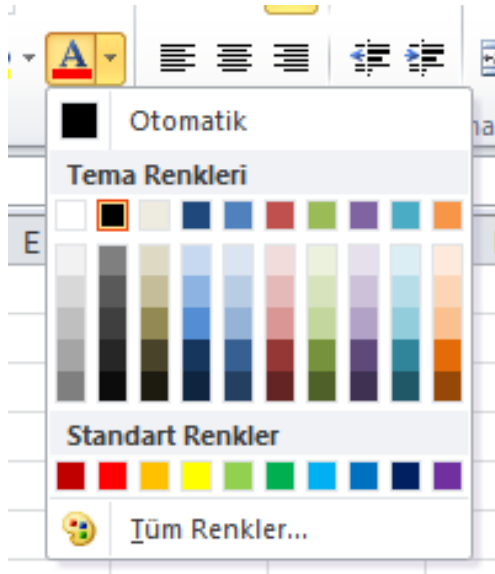 A
Otomatik
Tema Renkleri
E
Standart Renkler
Tüm Renkler...